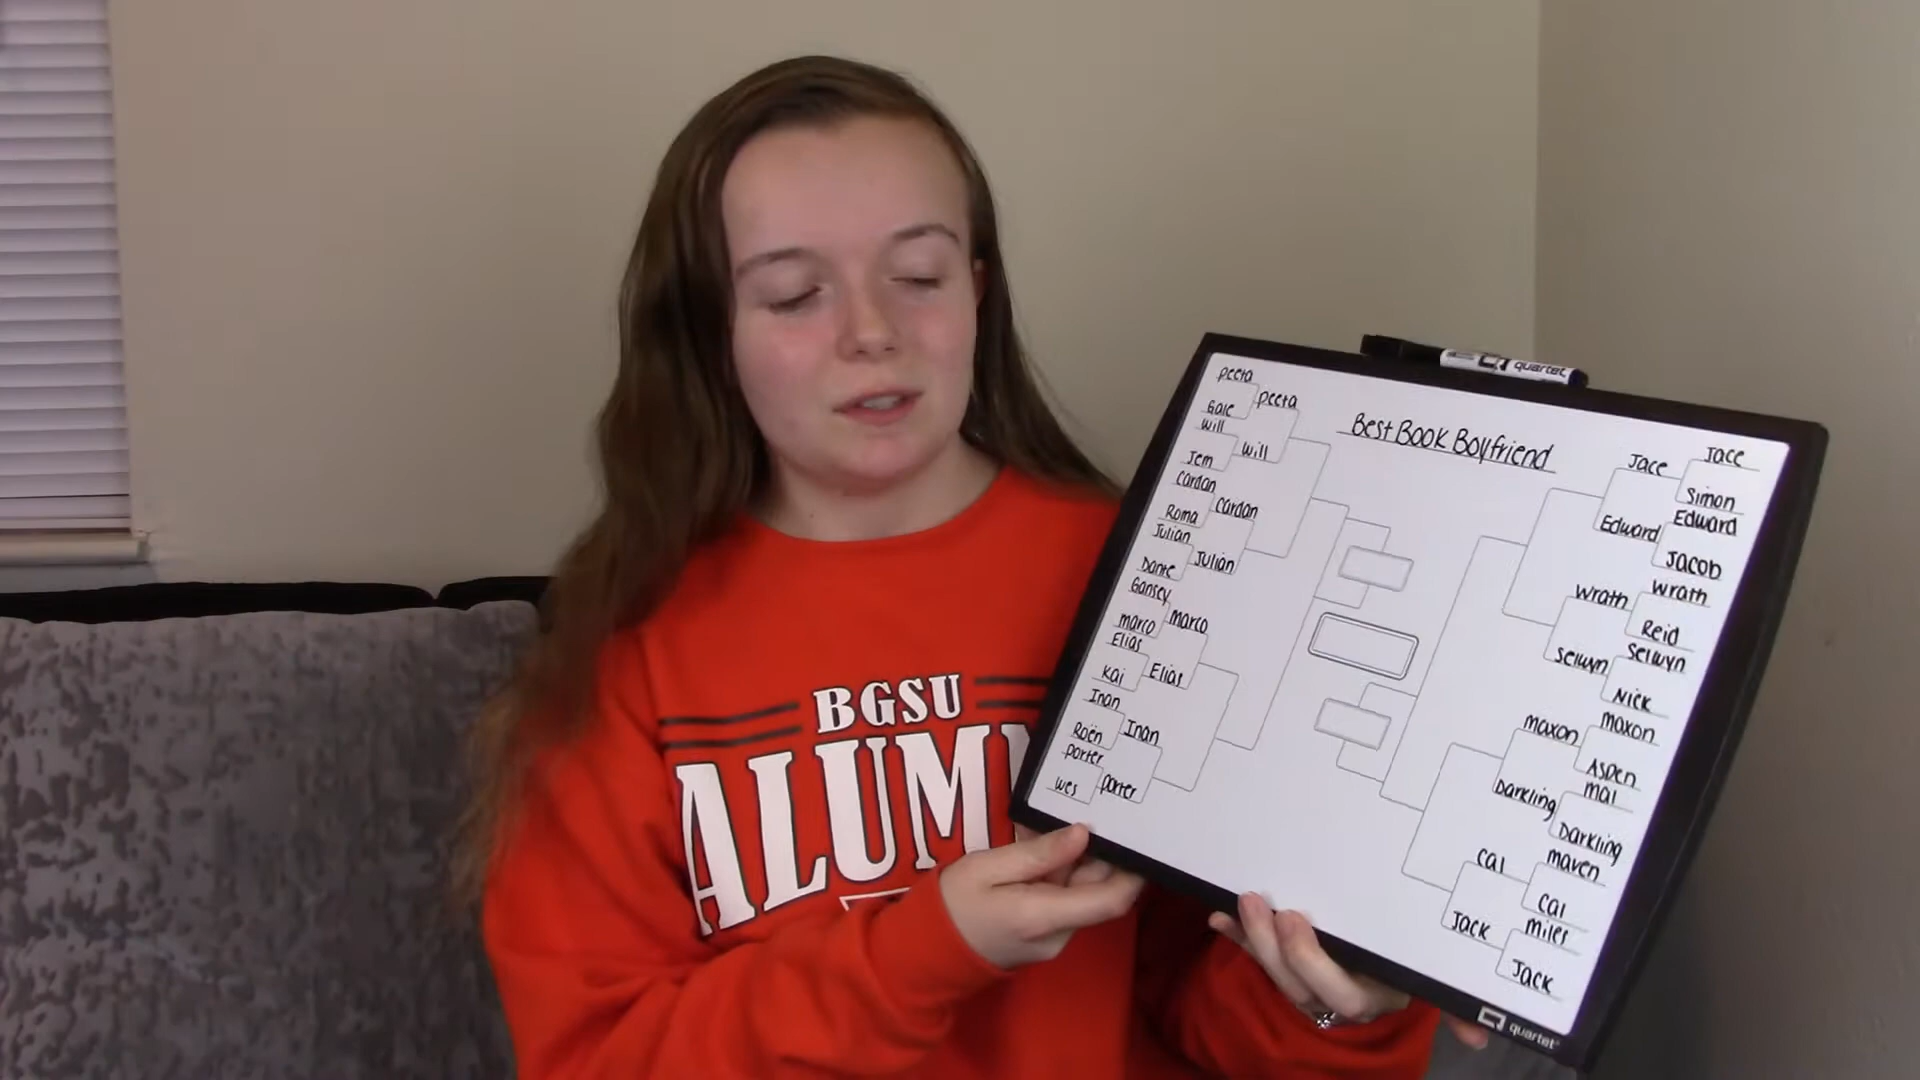 quartet
Best Book Boyfriend
peeta
peeta
Gale
will
will
Jem
Cardan
Cardan
Roma
Julian
Julian
Dante
Gansey
marco
marco
Elias
Elias
Kai
Inan
Inan
Roën
porter
porter
wes
Jace
Jace
Simon
Edward
Edward
Jacob
wrath
wrath
Reid
Selwyn
Selwyn
Nick
maxon
maxon
Aspen
mal
Darkling
Darkling
maven
Cal
Cal
miles
Jack
Jack
quartet
BGSU
ALUM